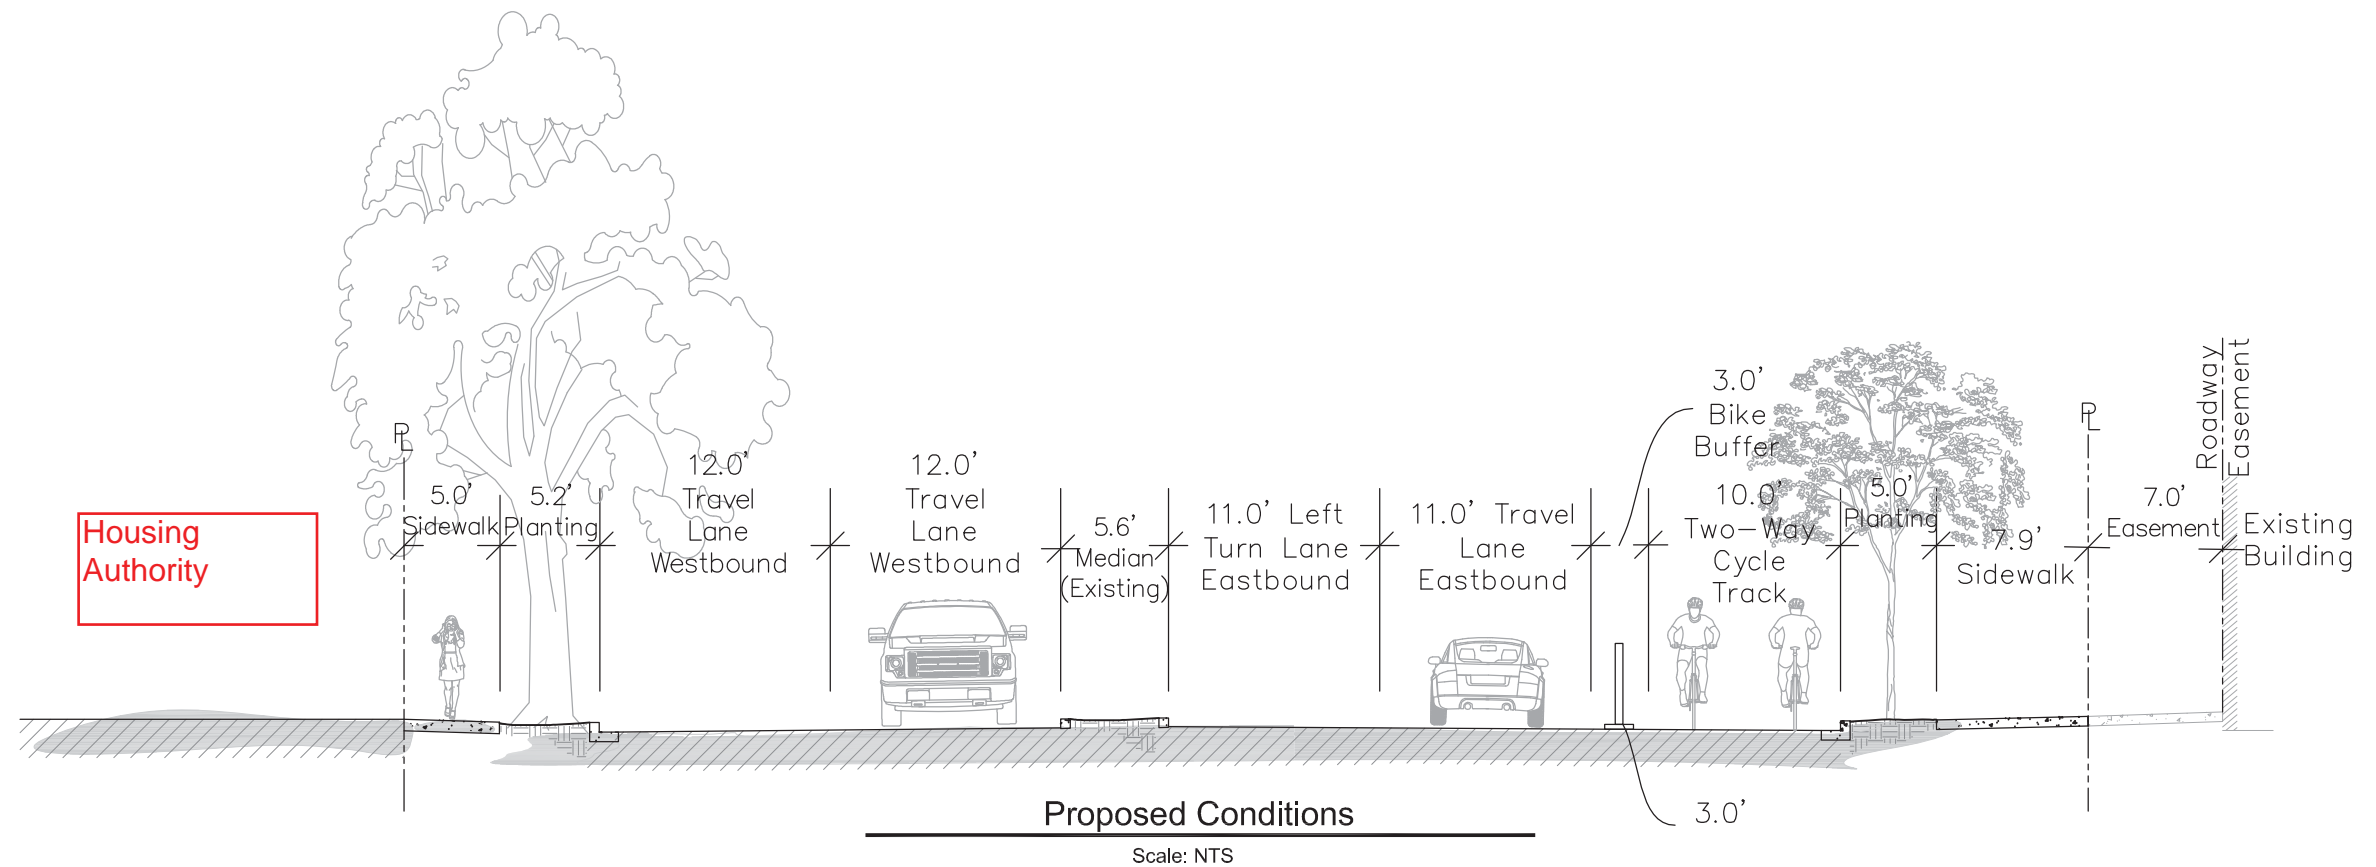 Housing
Authority
PL
5.0'
Sidewalk
5.2'
Planting
12.0'
Travel
Lane
Westbound
12.0'
Travel
Lane
Westbound
5.6'
Median
(Existing)
11.0' Left
Turn Lane
Eastbound
11.0' Travel
Lane
Eastbound
3.0'
Bike
Buffer
10.0'
Two-Way
Cycle
Track
5.0'
Planting
7.9'
Sidewalk
PL
7.0'
Easement
Roadway
Easement
Existing
Building
3.0'
Proposed Conditions
Scale: NTS